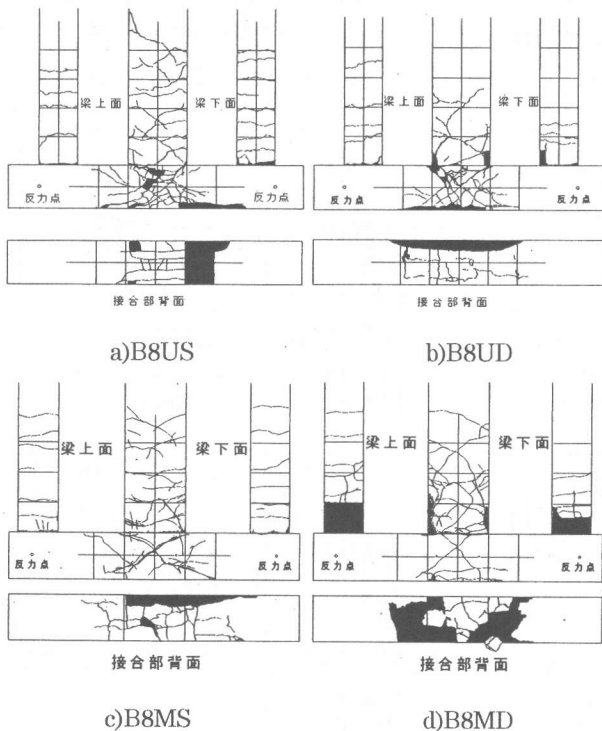 梁上面
梁下面
反力点
反力点
接合部背面
a)B8US
梁上面
梁下面
反力点
反力点
接合部背面
b)B8UD
梁上面
梁下面
反力点
反力点
接合部背面
c)B8MS
梁上面
梁下面
反力点
反力点
接合部背面
d)B8MD